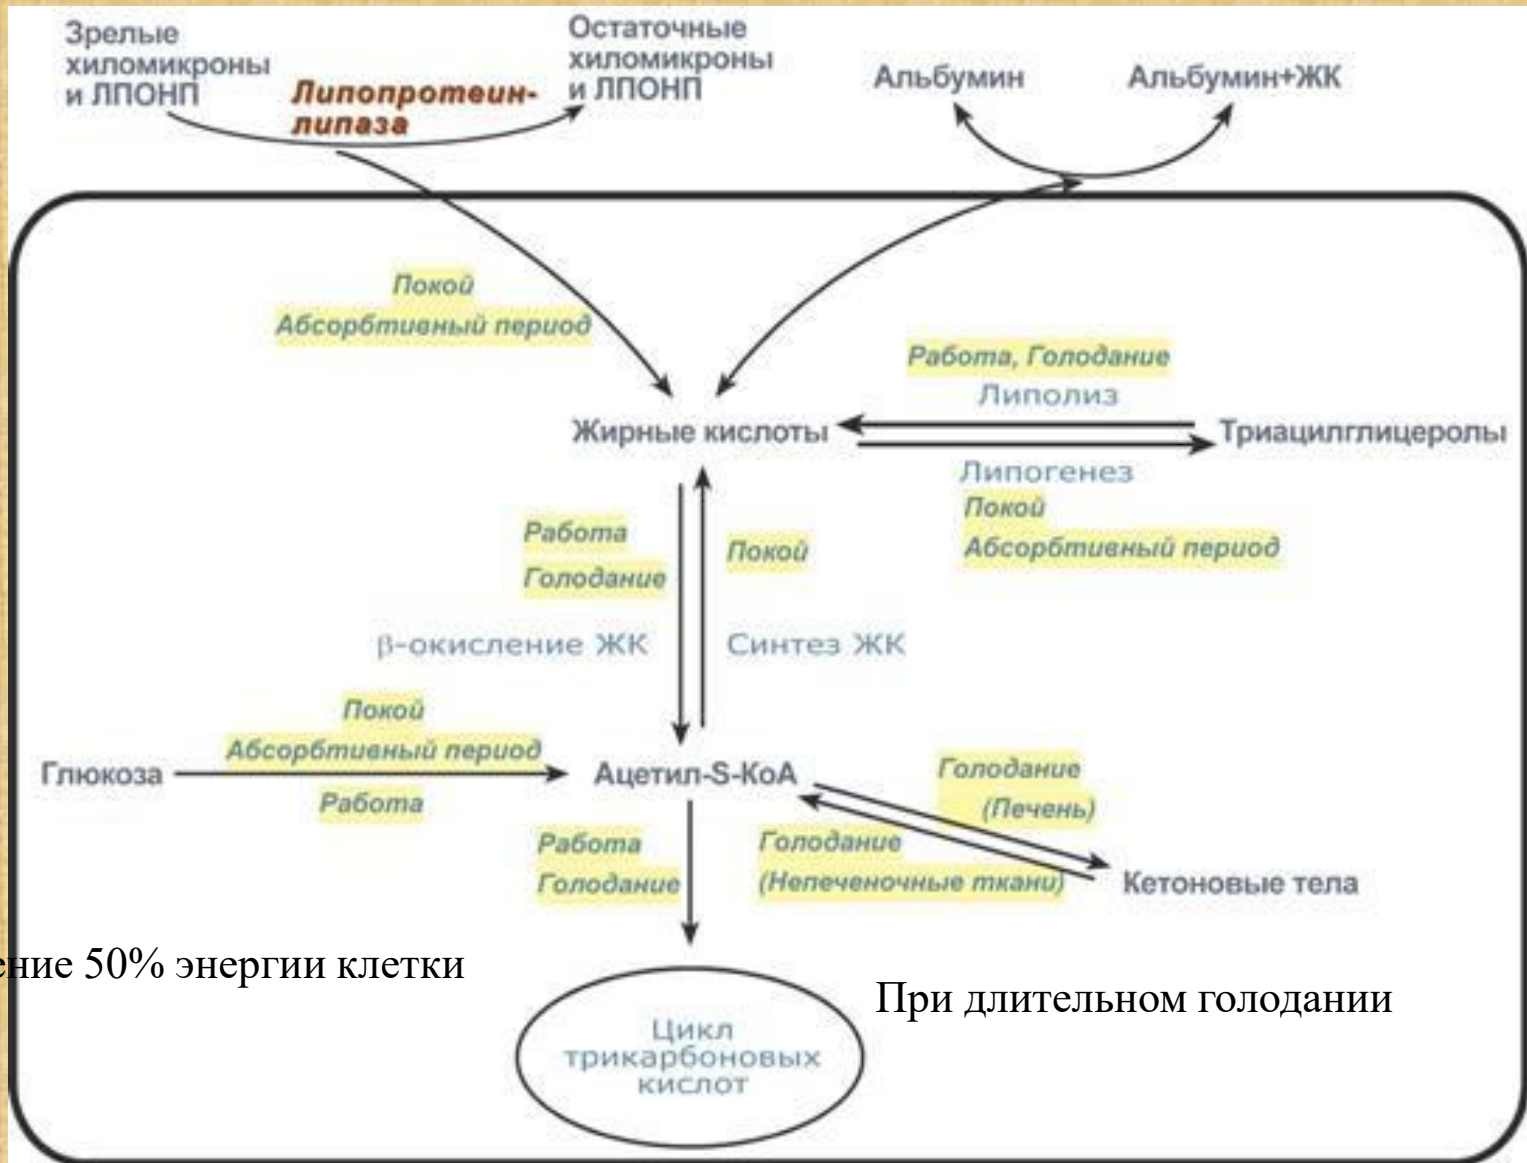 Зрелые
хиломикроны
и ЛПОНП
Липопротеин-
липаза
Остаточные
хиломикроны
и ЛПОНП
Альбумин
Альбумин+ЖК
Покой
Абсорбтивный период
Работа, Голодание
Липолиз
Жирные кислоты
Триацилглицеролы
Липогенез
Покой
Абсорбтивный период
Работа
Голодание
Покой
β-окисление ЖК
Синтез ЖК
Покой
Абсорбтивный период
Глюкоза
Работа
Ацетил-S-КоА
Голодание
(Печень)
Работа
Голодание
Голодание
(Непеченочные ткани)
Кетоновые тела
ение 50% энергии клетки
При длительном голодании
Цикл
трикарбоновых
кислот